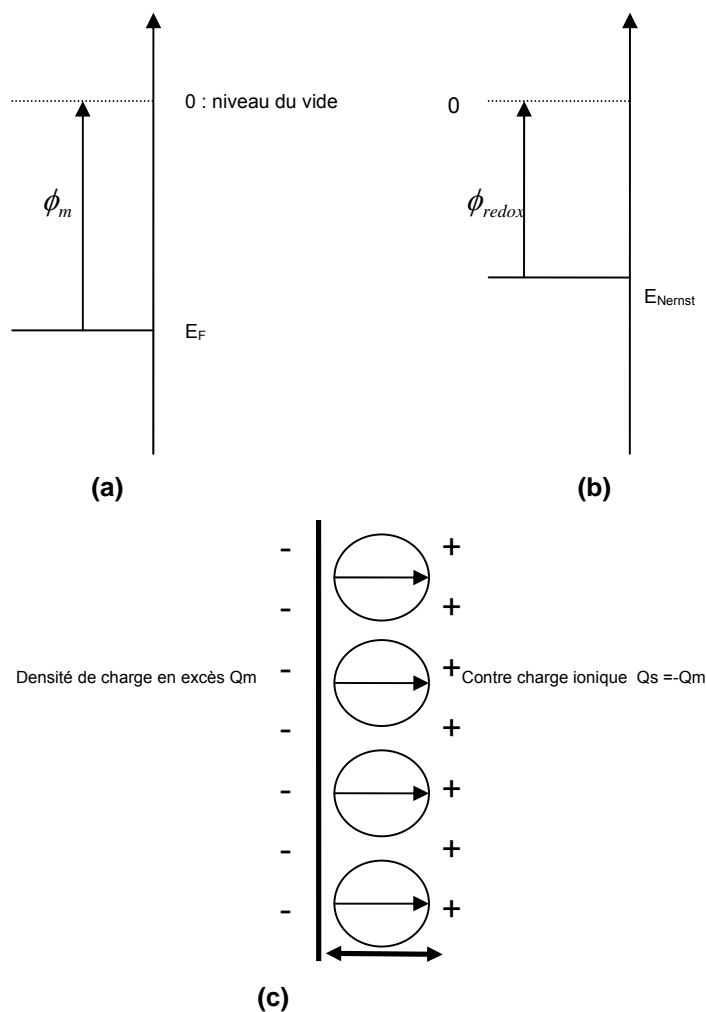 0 : niveau du vide
0
ϕm
ϕredox
ENernst
EF
(a)
(b)
- +
- +
Densité de charge en excès Qm - + Contre charge ionique Qs =-Qm
- +
- +
- +
- +
(c)